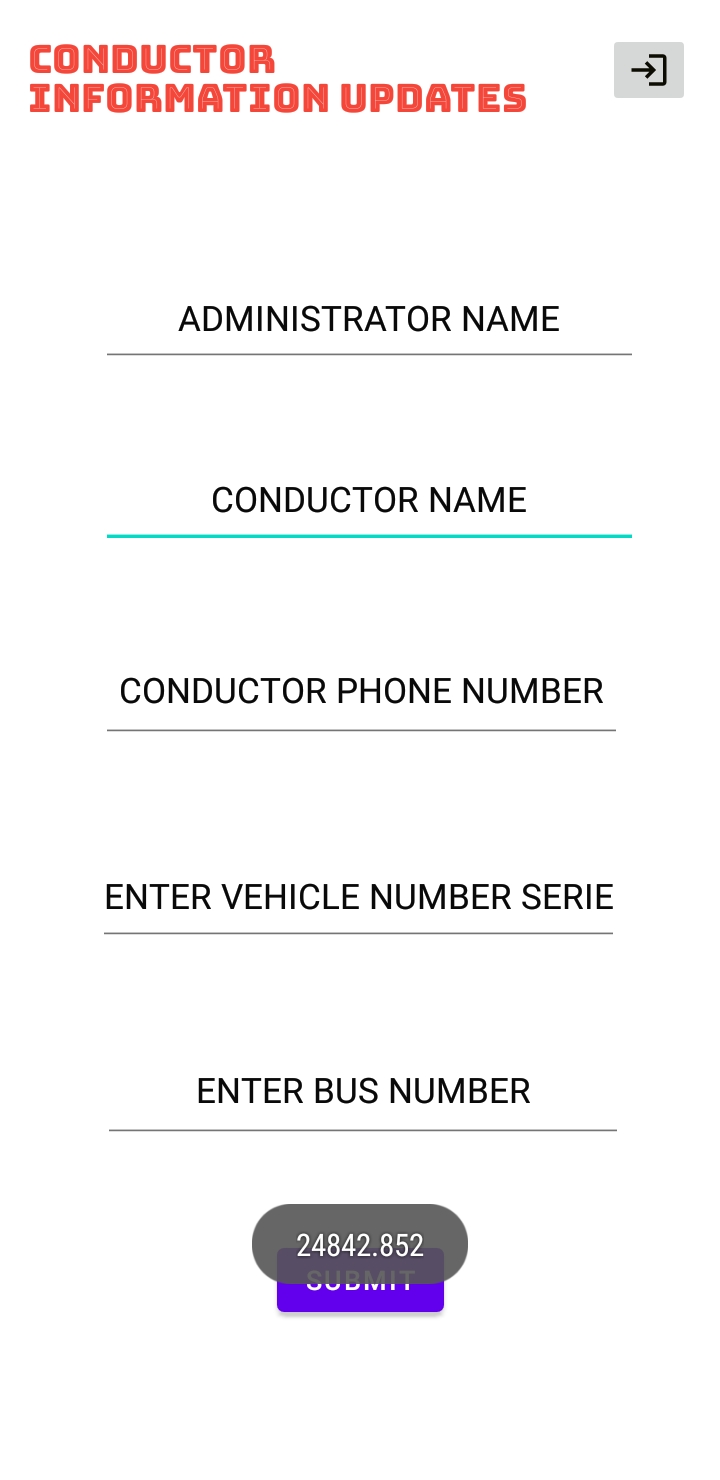 CONDUCTOR
INFORMATION UPDATES
ADMINISTRATOR NAME
CONDUCTOR NAME
CONDUCTOR PHONE NUMBER
ENTER VEHICLE NUMBER SERIE
ENTER BUS NUMBER
24842.852
SUBMIT